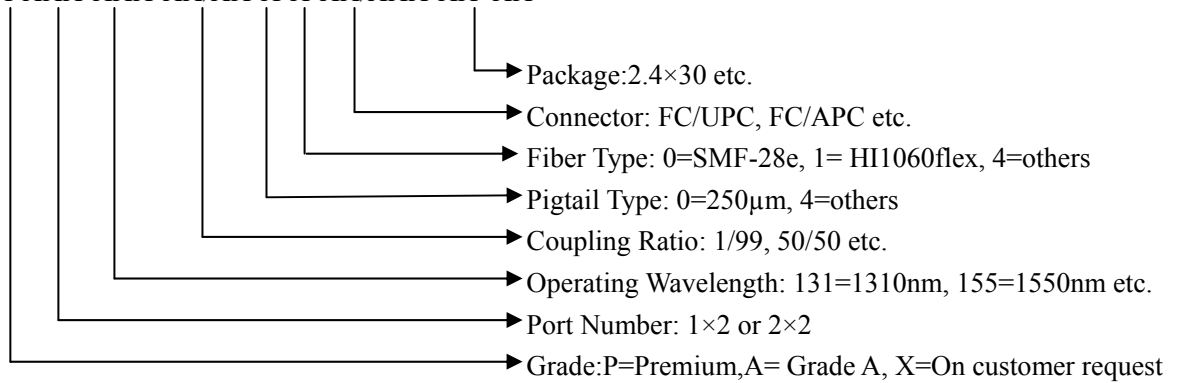 Package:2.4×30 etc.
Connector: FC/UPC, FC/APC etc.
Fiber Type: 0=SMF-28e, 1= HI1060flex, 4=others
Pigtail Type: 0=250μm, 4=others
Coupling Ratio: 1/99, 50/50 etc.
Operating Wavelength: 131=1310nm, 155=1550nm etc.
Port Number: 1×2 or 2×2
Grade:P=Premium,A= Grade A, X=On customer request